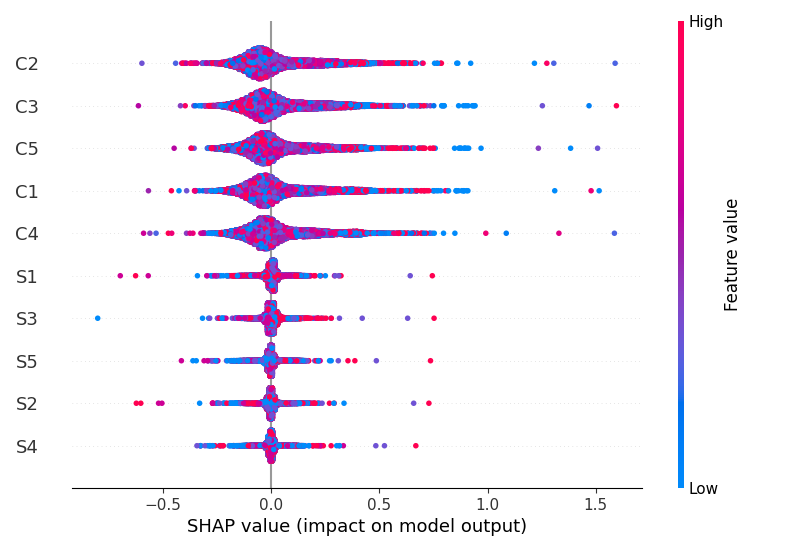 High
C2
C3
C5
C1
C4
S1
S3
S5
S2
S4
Feature value
Low
−0.5 0.0 0.5 1.0 1.5
SHAP value (impact on model output)